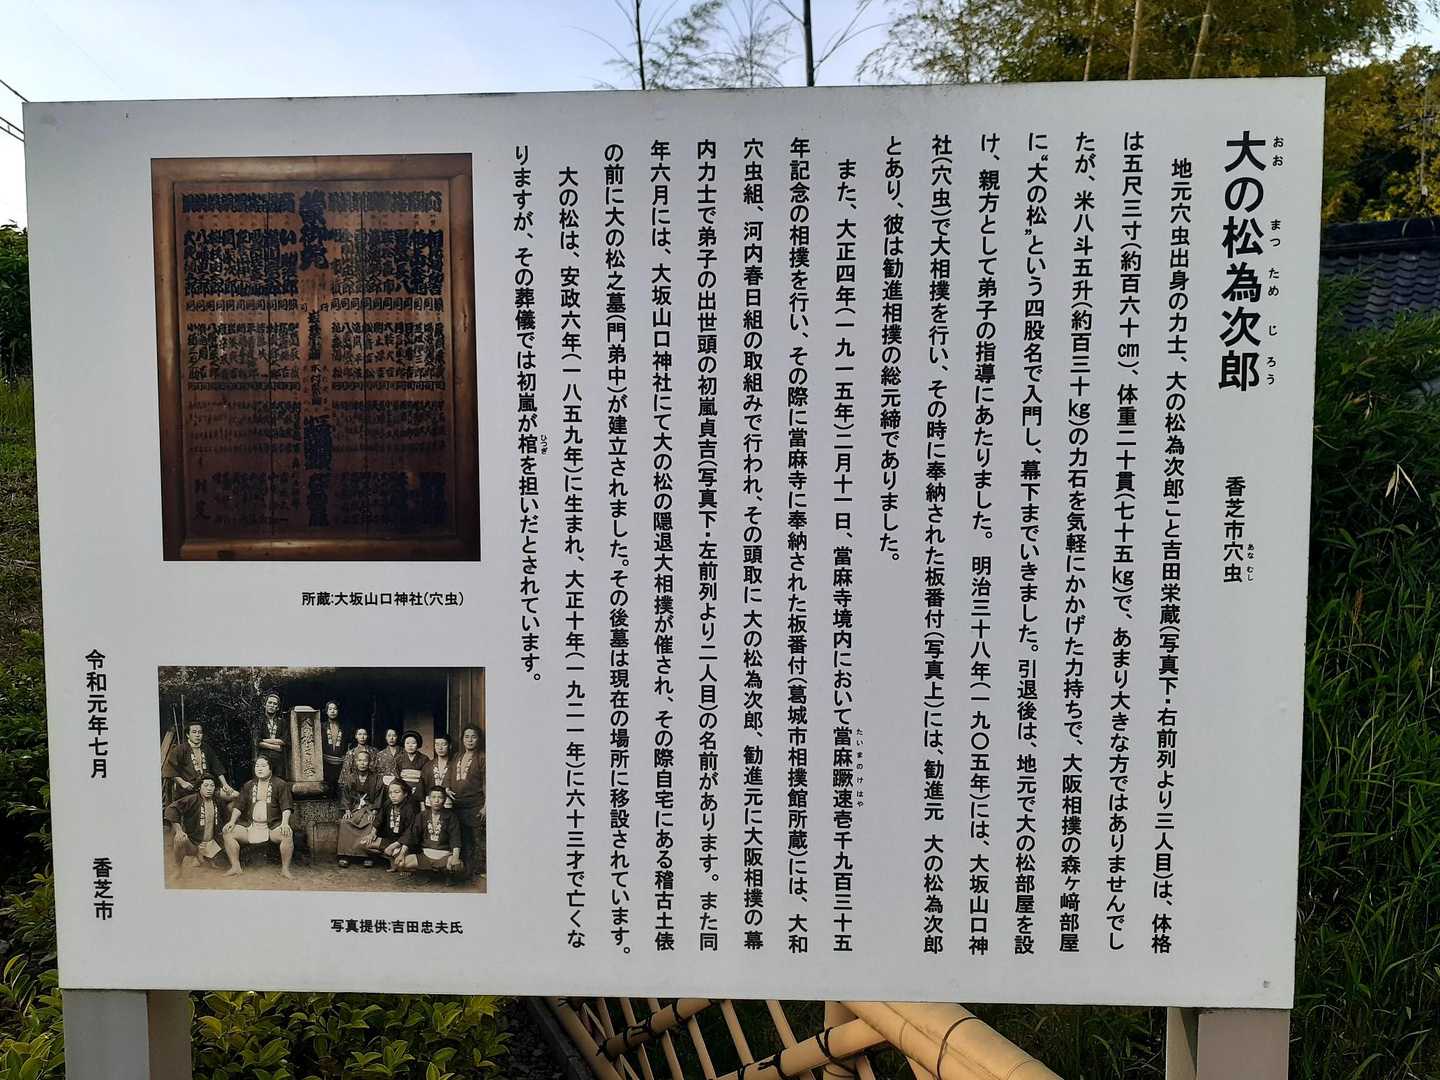 大の松為次郎
おお まつ ため じろう
香芝市穴虫
あなむし
地元穴虫出身の力士、大の松為次郎こと吉田栄蔵(写真下・右前列より三人目)は、体格
は五尺三寸(約百六十㎝)、体重二十貫(七十五㎏)で、あまり大きな方ではありませんでし
たが、米八斗五升(約百三十㎏)の力石を気軽にかかげた力持ちで、大阪相撲の森ヶ﨑部屋
に“大の松”という四股名で入門し、幕下までいきました。引退後は、地元で大の松部屋を設
け、親方として弟子の指導にあたりました。 明治三十八年(一九〇五年)には、大坂山口神
社(穴虫)で大相撲を行い、その時に奉納された板番付(写真上)には、勧進元 大の松為次郎
とあり、彼は勧進相撲の総元締でありました。
また、大正四年(一九一五年)二月十一日、當麻寺境内において當麻蹶速壱千九百三十五
たいまのけはや
年記念の相撲を行い、その際に當麻寺に奉納された板番付(葛城市相撲館所蔵)には、大和
穴虫組、河内春日組の取組みで行われ、その頭取に 大の松為次郎、勧進元に大阪相撲の幕
内力士で弟子の出世頭の初嵐貞吉(写真下・左前列より二人目)の名前があります。また同
年六月には、大坂山口神社にて大の松の隠退大相撲が催され、その際自宅にある稽古土俵
の前に大の松之墓(門弟中)が建立されました。その後墓は現在の場所に移設されています。
大の松は、安政六年(一八五九年)に生まれ、大正十年(一九二一年)に六十三才で亡くな
りますが、その葬儀では初嵐が棺を担いだとされています。
ひつぎ
所蔵:大坂山口神社(穴虫)
写真提供:吉田忠夫氏
令和元年七月
香芝市